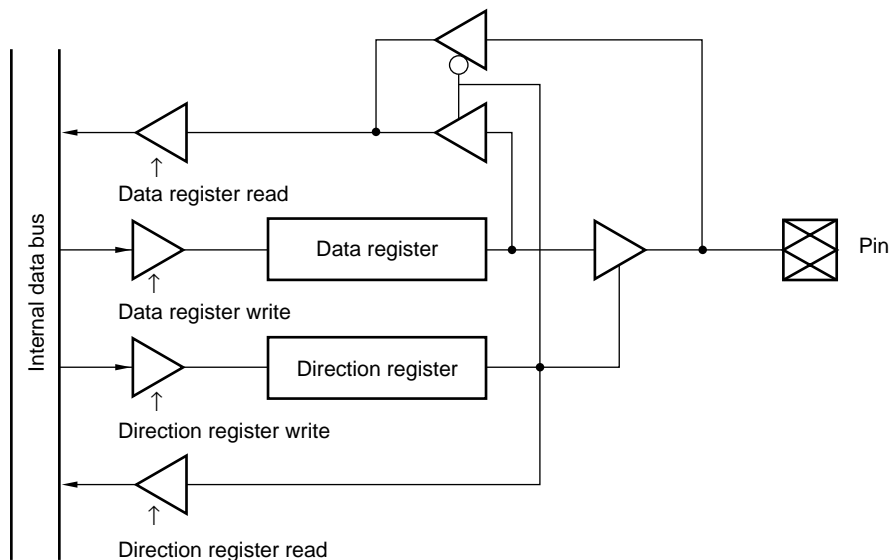 Internal data bus
Data register read
Data register
Pin
Data register write
Direction register
Direction register write
Direction register read